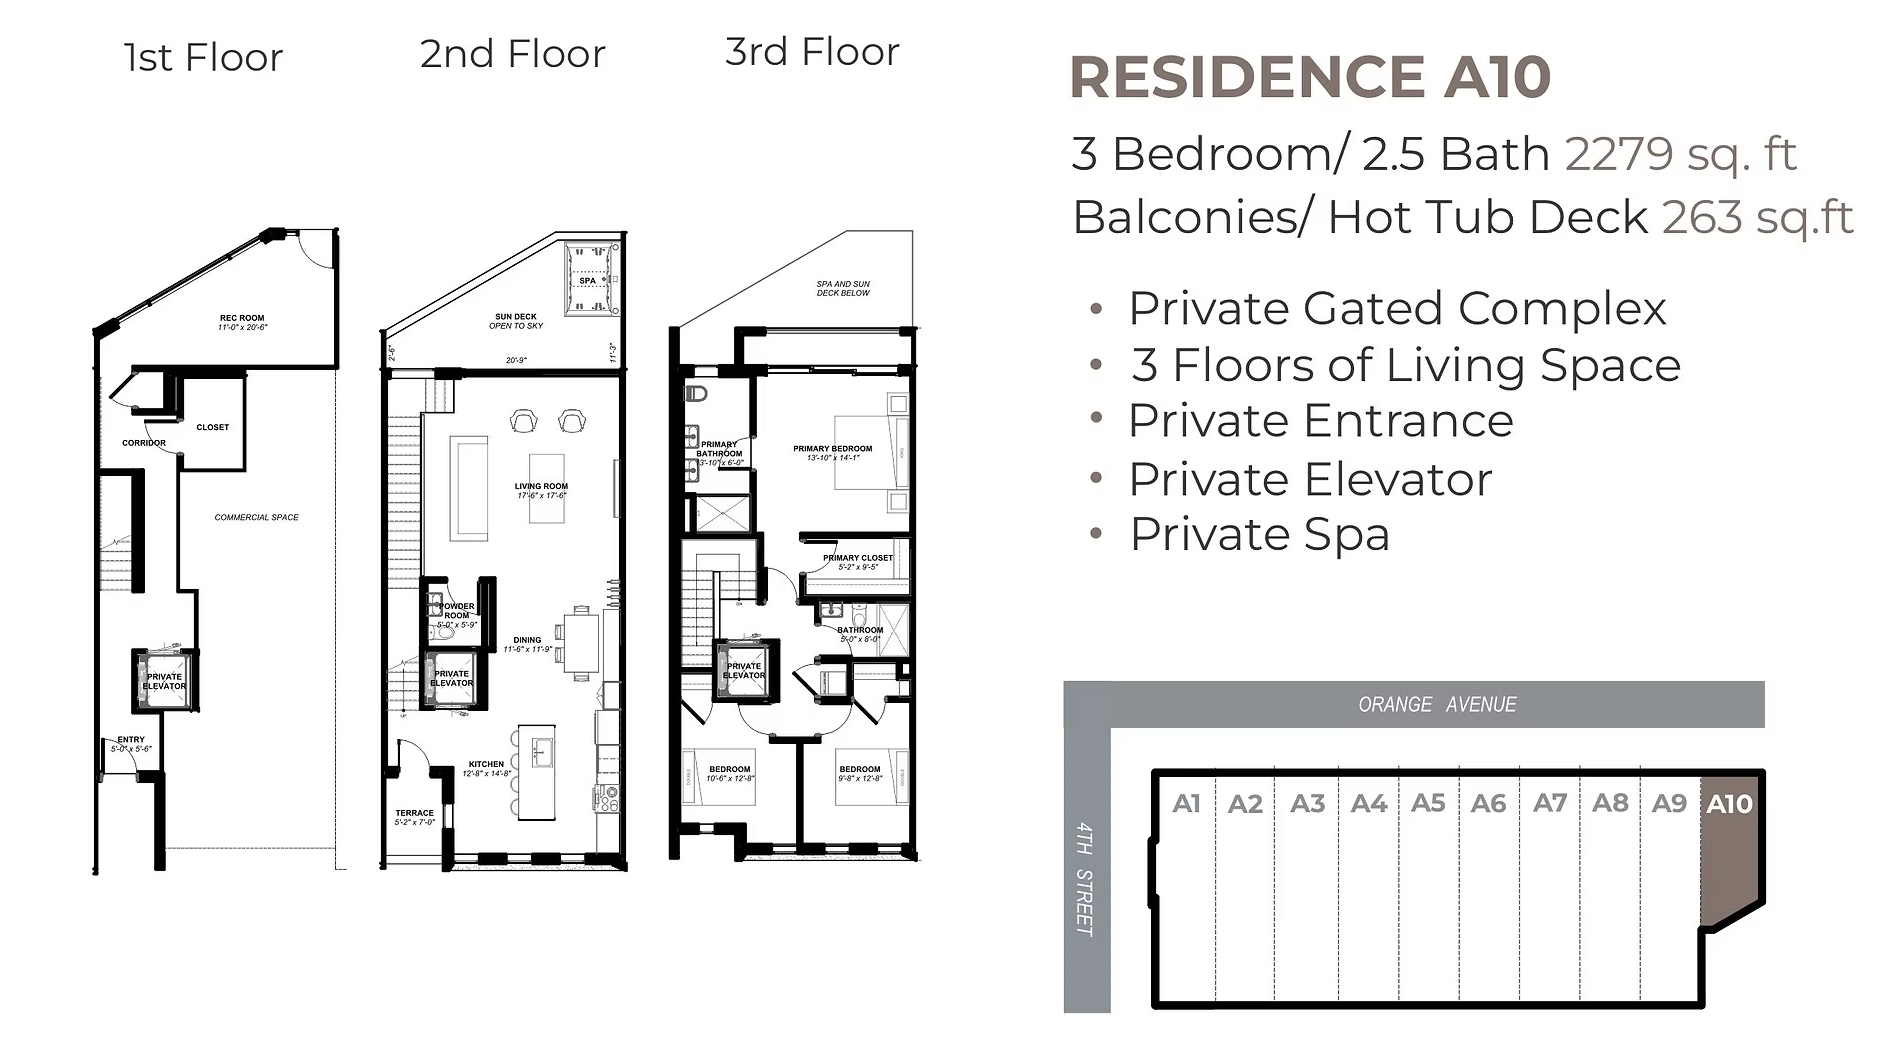 1st Floor
2nd Floor
3rd Floor
REC ROOM
11'-0" x 20'-6"
CLOSET
CORRIDOR
COMMERCIAL SPACE
PRIVATE
ELEVATOR
ENTRY
5'-0" x 5'-6"
SPA
SUN DECK
OPEN TO SKY
2'-6"
20'-9"
11'-3"
LIVING ROOM
17'-6" x 17'-6"
POWDER
ROOM
5'-0" x 5'-9"
DINING
11'-6" x 11'-9"
PRIVATE
ELEVATOR
UP
KITCHEN
12'-8" x 14'-8"
TERRACE
5'-2" x 7'-0"
SPA AND SUN
DECK BELOW
PRIMARY
BATHROOM
13'-10" x 6'-0"
PRIMARY BEDROOM
13'-10" x 14'-1"
KING
PRIMARY CLOSET
5'-2" x 9'-5"
DN
BATHROOM
5'-0" x 8'-0"
PRIVATE
ELEVATOR
BEDROOM
10'-6" x 12'-8"
DOUBLE
BEDROOM
9'-8" x 12'-8"
DOUBLE
RESIDENCE A10
3 Bedroom/ 2.5 Bath 2279 sq. ft
Balconies/ Hot Tub Deck 263 sq.ft
• Private Gated Complex
• 3 Floors of Living Space
• Private Entrance
• Private Elevator
• Private Spa
ORANGE AVENUE
4TH STREET
A1 A2 A3 A4 A5 A6 A7 A8 A9 A10